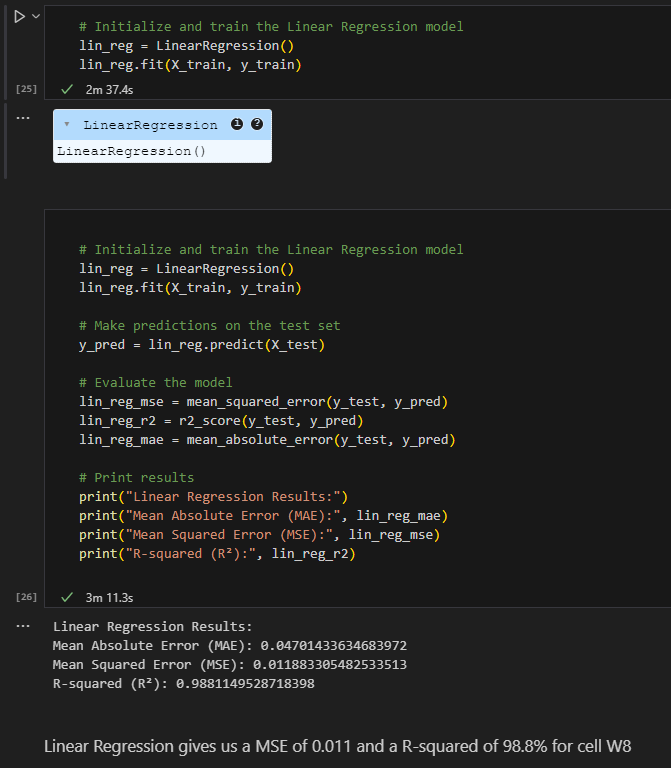 # Initialize and train the Linear Regression model
lin_reg = LinearRegression()
lin_reg.fit(X_train, y_train)
[25]
2m 37.4s
...
LinearRegression i ?
LinearRegression()
# Initialize and train the Linear Regression model
lin_reg = LinearRegression()
lin_reg.fit(X_train, y_train)
# Make predictions on the test set
y_pred = lin_reg.predict(X_test)
# Evaluate the model
lin_reg_mse = mean_squared_error(y_test, y_pred)
lin_reg_r2 = r2_score(y_test, y_pred)
lin_reg_mae = mean_absolute_error(y_test, y_pred)
# Print results
print("Linear Regression Results:")
print("Mean Absolute Error (MAE):", lin_reg_mae)
print("Mean Squared Error (MSE):", lin_reg_mse)
print("R-squared (R²):", lin_reg_r2)
[26]
3m 11.3s
...
Linear Regression Results:
Mean Absolute Error (MAE): 0.04701433634683972
Mean Squared Error (MSE): 0.011883305482533513
R-squared (R²): 0.9881149528718398
Linear Regression gives us a MSE of 0.011 and a R-squared of 98.8% for cell W8